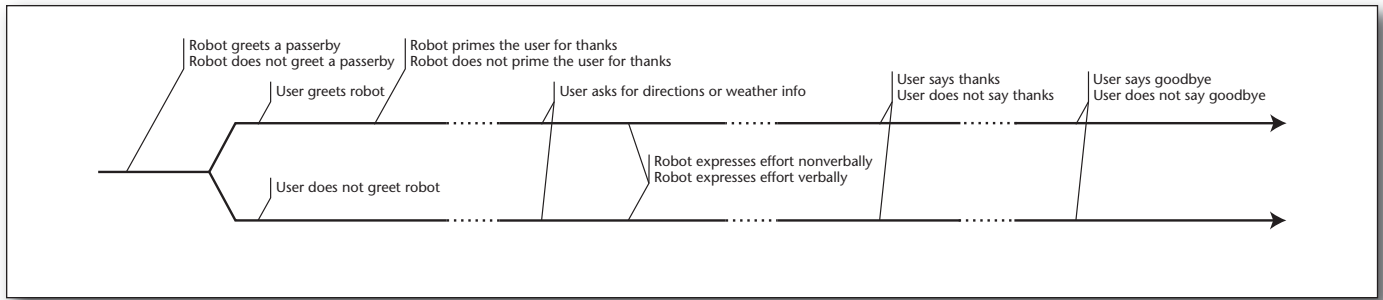 Robot greets a passerby
Robot does not greet a passerby
Robot primes the user for thanks
Robot does not prime the user for thanks
User greets robot
User asks for directions or weather info
User says thanks
User does not say thanks
User says goodbye
User does not say goodbye
Robot expresses effort nonverbally
Robot expresses effort verbally
User does not greet robot